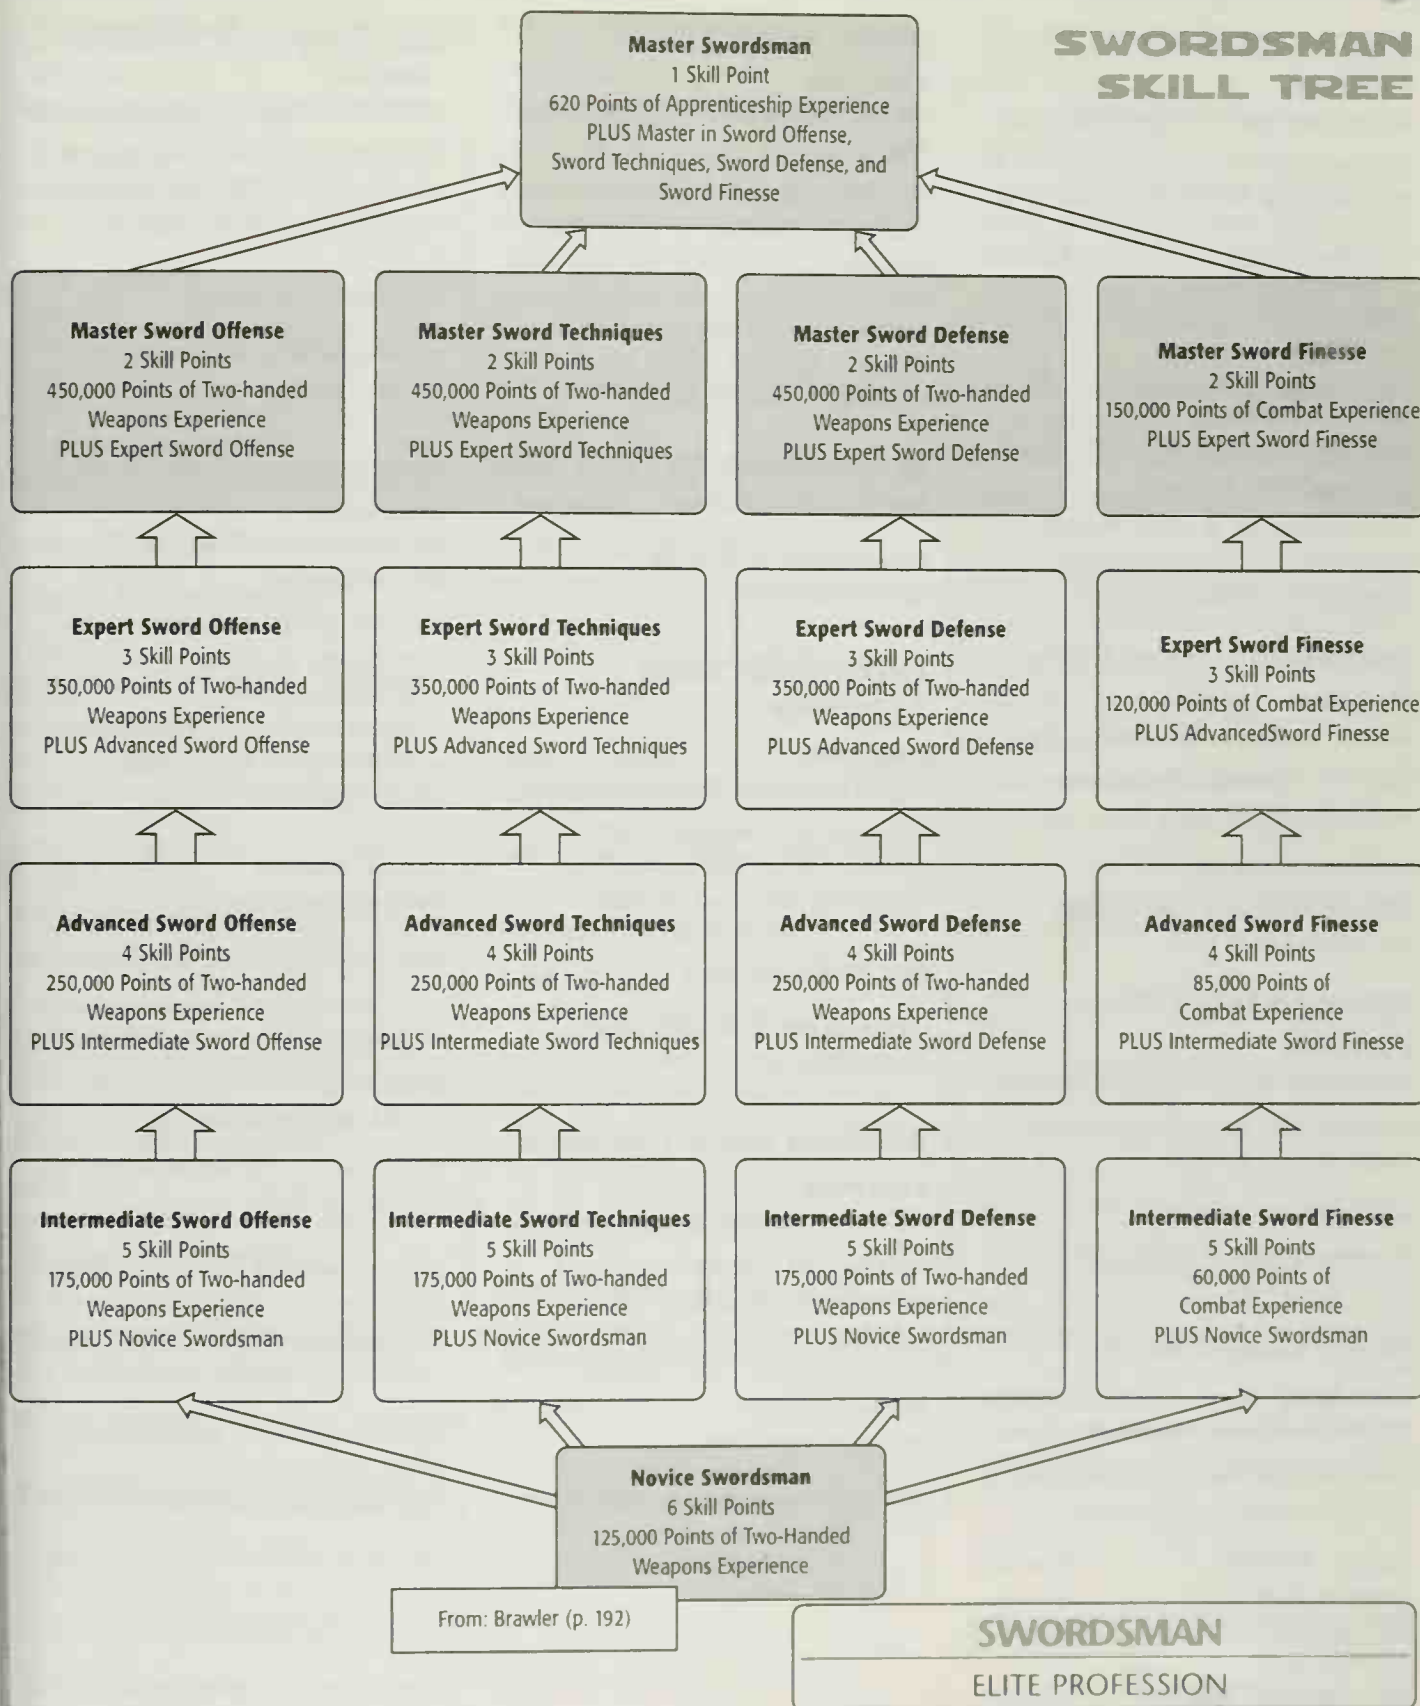 SWORDSMAN
SKILL TREE
Master Swordsman
1 Skill Point
620 Points of Apprenticeship Experience
PLUS Master in Sword Offense,
Sword Techniques, Sword Defense, and
Sword Finesse
Master Sword Offense
2 Skill Points
450,000 Points of Two-handed
Weapons Experience
PLUS Expert Sword Offense
Master Sword Techniques
2 Skill Points
450,000 Points of Two-handed
Weapons Experience
PLUS Expert Sword Techniques
Master Sword Defense
2 Skill Points
450,000 Points of Two-handed
Weapons Experience
PLUS Expert Sword Defense
Master Sword Finesse
2 Skill Points
150,000 Points of Combat Experience
PLUS Expert Sword Finesse
Expert Sword Offense
3 Skill Points
350,000 Points of Two-handed
Weapons Experience
PLUS Advanced Sword Offense
Expert Sword Techniques
3 Skill Points
350,000 Points of Two-handed
Weapons Experience
PLUS Advanced Sword Techniques
Expert Sword Defense
3 Skill Points
350,000 Points of Two-handed
Weapons Experience
PLUS Advanced Sword Defense
Expert Sword Finesse
3 Skill Points
120,000 Points of Combat Experience
PLUS AdvancedSword Finesse
Advanced Sword Offense
4 Skill Points
250,000 Points of Two-handed
Weapons Experience
PLUS Intermediate Sword Offense
Advanced Sword Techniques
4 Skill Points
250,000 Points of Two-handed
Weapons Experience
PLUS Intermediate Sword Techniques
Advanced Sword Defense
4 Skill Points
250,000 Points of Two-handed
Weapons Experience
PLUS Intermediate Sword Defense
Advanced Sword Finesse
4 Skill Points
85,000 Points of
Combat Experience
PLUS Intermediate Sword Finesse
Intermediate Sword Offense
5 Skill Points
175,000 Points of Two-handed
Weapons Experience
PLUS Novice Swordsman
Intermediate Sword Techniques
5 Skill Points
175,000 Points of Two-handed
Weapons Experience
PLUS Novice Swordsman
Intermediate Sword Defense
5 Skill Points
175,000 Points of Two-handed
Weapons Experience
PLUS Novice Swordsman
Intermediate Sword Finesse
5 Skill Points
60,000 Points of
Combat Experience
PLUS Novice Swordsman
Novice Swordsman
6 Skill Points
125,000 Points of Two-Handed
Weapons Experience
From: Brawler (p. 192)
SWORDSMAN
ELITE PROFESSION